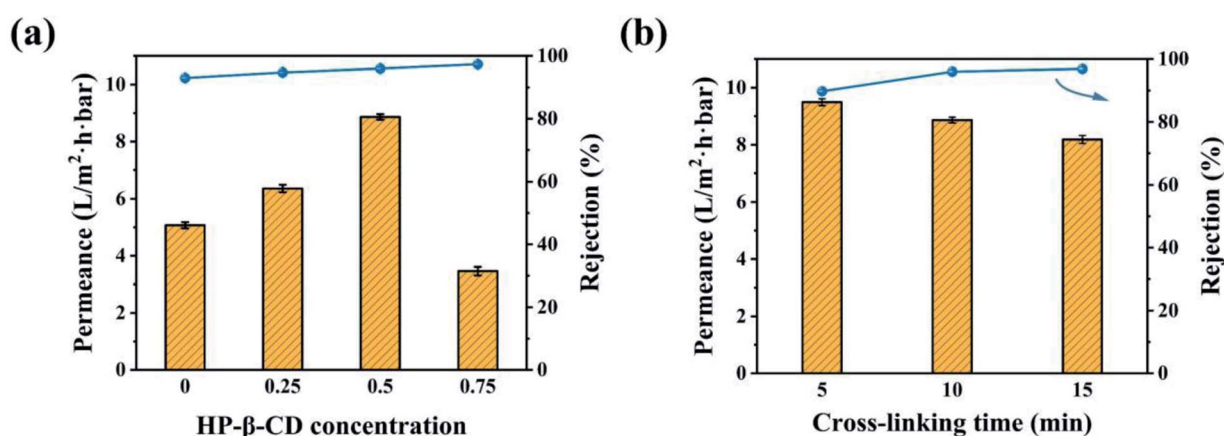 (a)
Permeance (L/m²·h·bar)
10
8
6
4
2
0
100
80
60
40
20
0
Rejection (%)
0 0.25 0.5 0.75
HP-β-CD concentration
(b)
Permeance (L/m²·h·bar)
10
8
6
4
2
0
100
80
60
40
20
0
Rejection (%)
5 10 15
Cross-linking time (min)